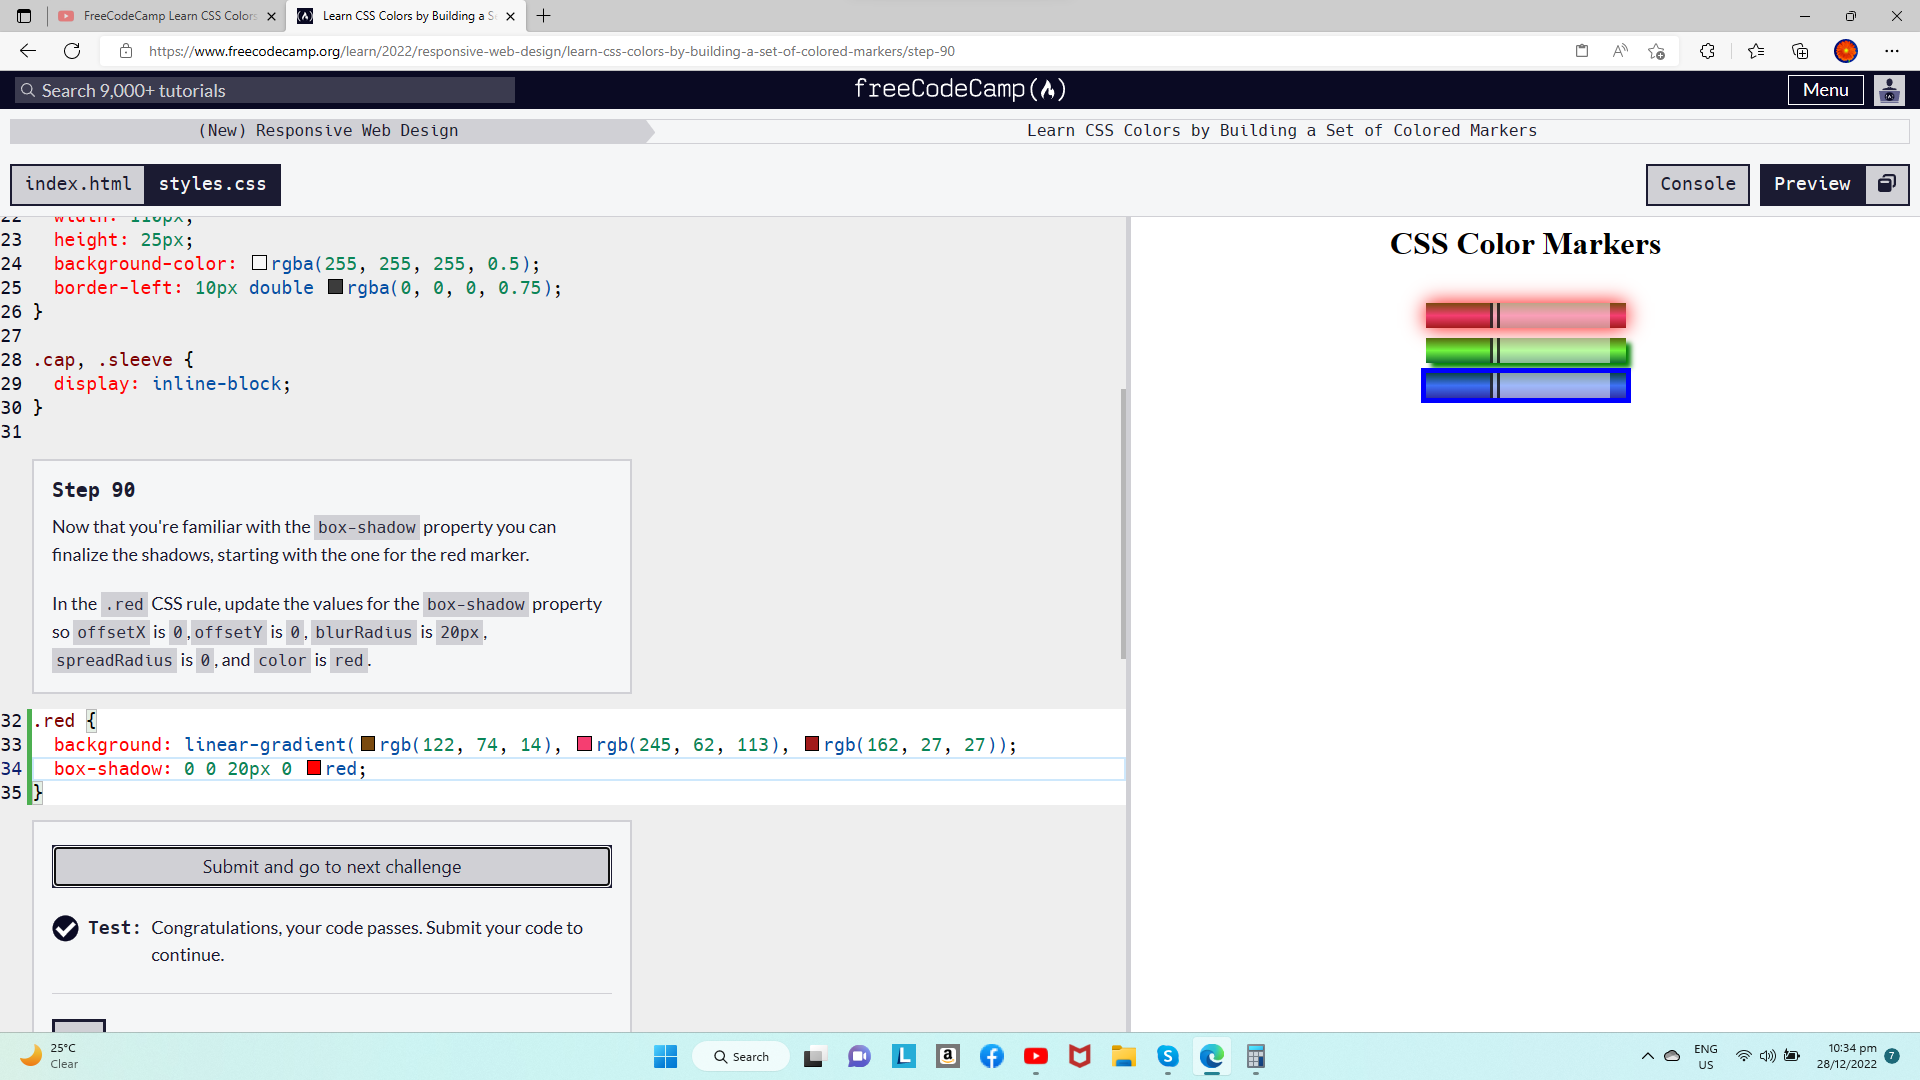 FreeCodeCamp Learn CSS Colors
Learn CSS Colors by Building a Se
https://www.freecodecamp.org/learn/2022/responsive-web-design/learn-css-colors-by-building-a-set-of-colored-markers/step-90
Search 9,000+ tutorials
freeCodeCamp(🔥)
Menu
(New) Responsive Web Design
Learn CSS Colors by Building a Set of Colored Markers
index.html
styles.css
Console
Preview
22 width: 110px;
23 height: 25px;
24 background-color: rgba(255, 255, 255, 0.5);
25 border-left: 10px double rgba(0, 0, 0, 0.75);
26 }
27
28 .cap, .sleeve {
29 display: inline-block;
30 }
31
CSS Color Markers
Step 90
Now that you're familiar with the box-shadow property you can
finalize the shadows, starting with the one for the red marker.
In the .red CSS rule, update the values for the box-shadow property
so offsetX is 0, offsetY is 0, blurRadius is 20px,
spreadRadius is 0, and color is red.
32 .red {
33 background: linear-gradient(rgb(122, 74, 14), rgb(245, 62, 113), rgb(162, 27, 27));
34 box-shadow: 0 0 20px 0 red;
35 }
Submit and go to next challenge
Test: Congratulations, your code passes. Submit your code to
continue.
25°C
Clear
Search
L
a
S
ENG
US
10:34 pm
28/12/2022
7